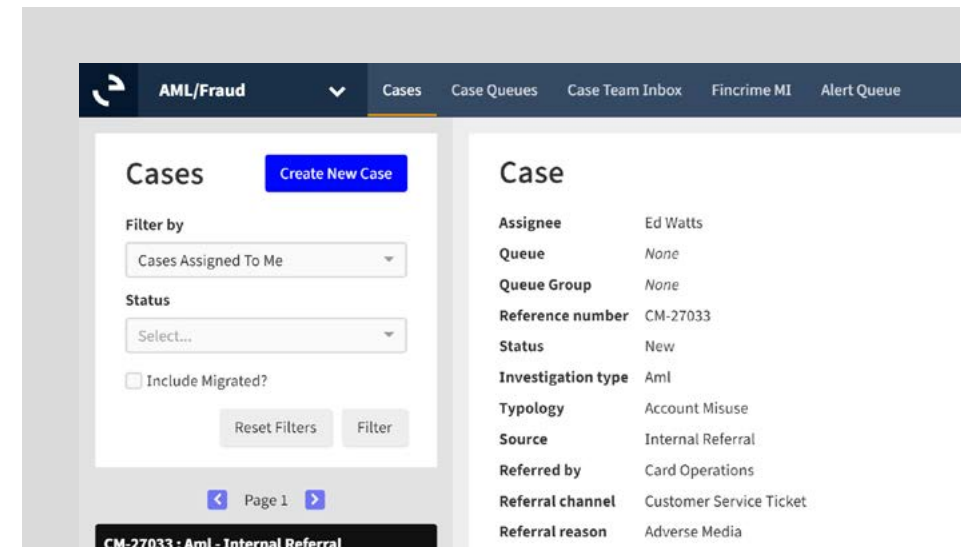 AML/Fraud Cases Case Queues Case Team Inbox Fincrime MI Alert Queue
Cases
Create New Case
Filter by
Cases Assigned To Me
Status
Select...
Include Migrated?
Reset Filters Filter
Page 1
CM-27033 : Aml - Internal Referral
Case
Assignee Ed Watts
Queue None
Queue Group None
Reference number CM-27033
Status New
Investigation type Aml
Typology Account Misuse
Source Internal Referral
Referred by Card Operations
Referral channel Customer Service Ticket
Referral reason Adverse Media